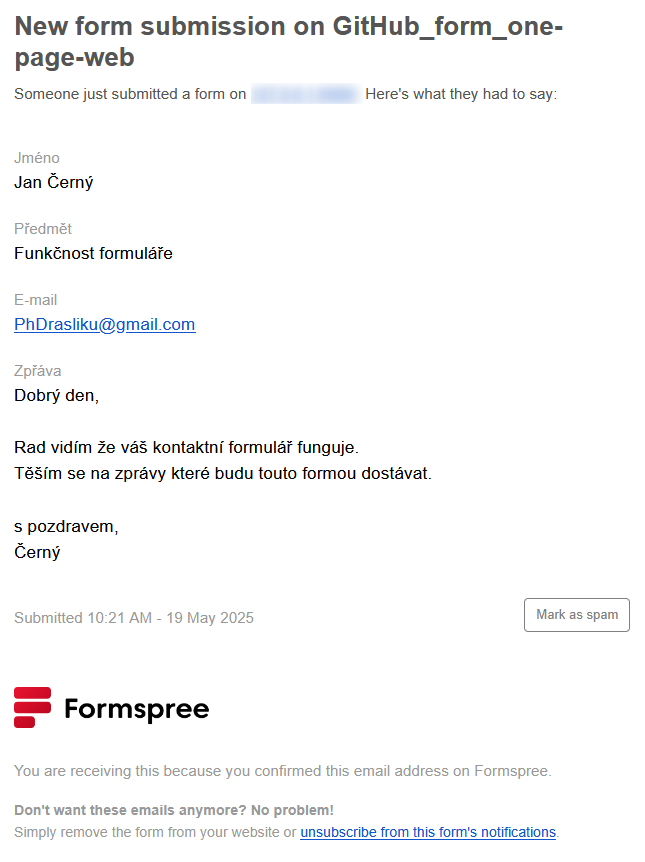 New form submission on GitHub_form_one-
page-web
Someone just submitted a form on Here's what they had to say:
Jméno
Jan Černý
Předmět
Funkčnost formuláře
E-mail
PhDrasliku@gmail.com
Zpřáva
Dobrý den,
Rad vidím že váš kontaktní formulář funguje.
Těším se na zprávy které budu touto formou dostávat.
s pozdravem,
Černý
Submitted 10:21 AM - 19 May 2025
Mark as spam
Formspree
You are receiving this because you confirmed this email address on Formspree.
Don't want these emails anymore? No problem!
Simply remove the form from your website or unsubscribe from this form's notifications.